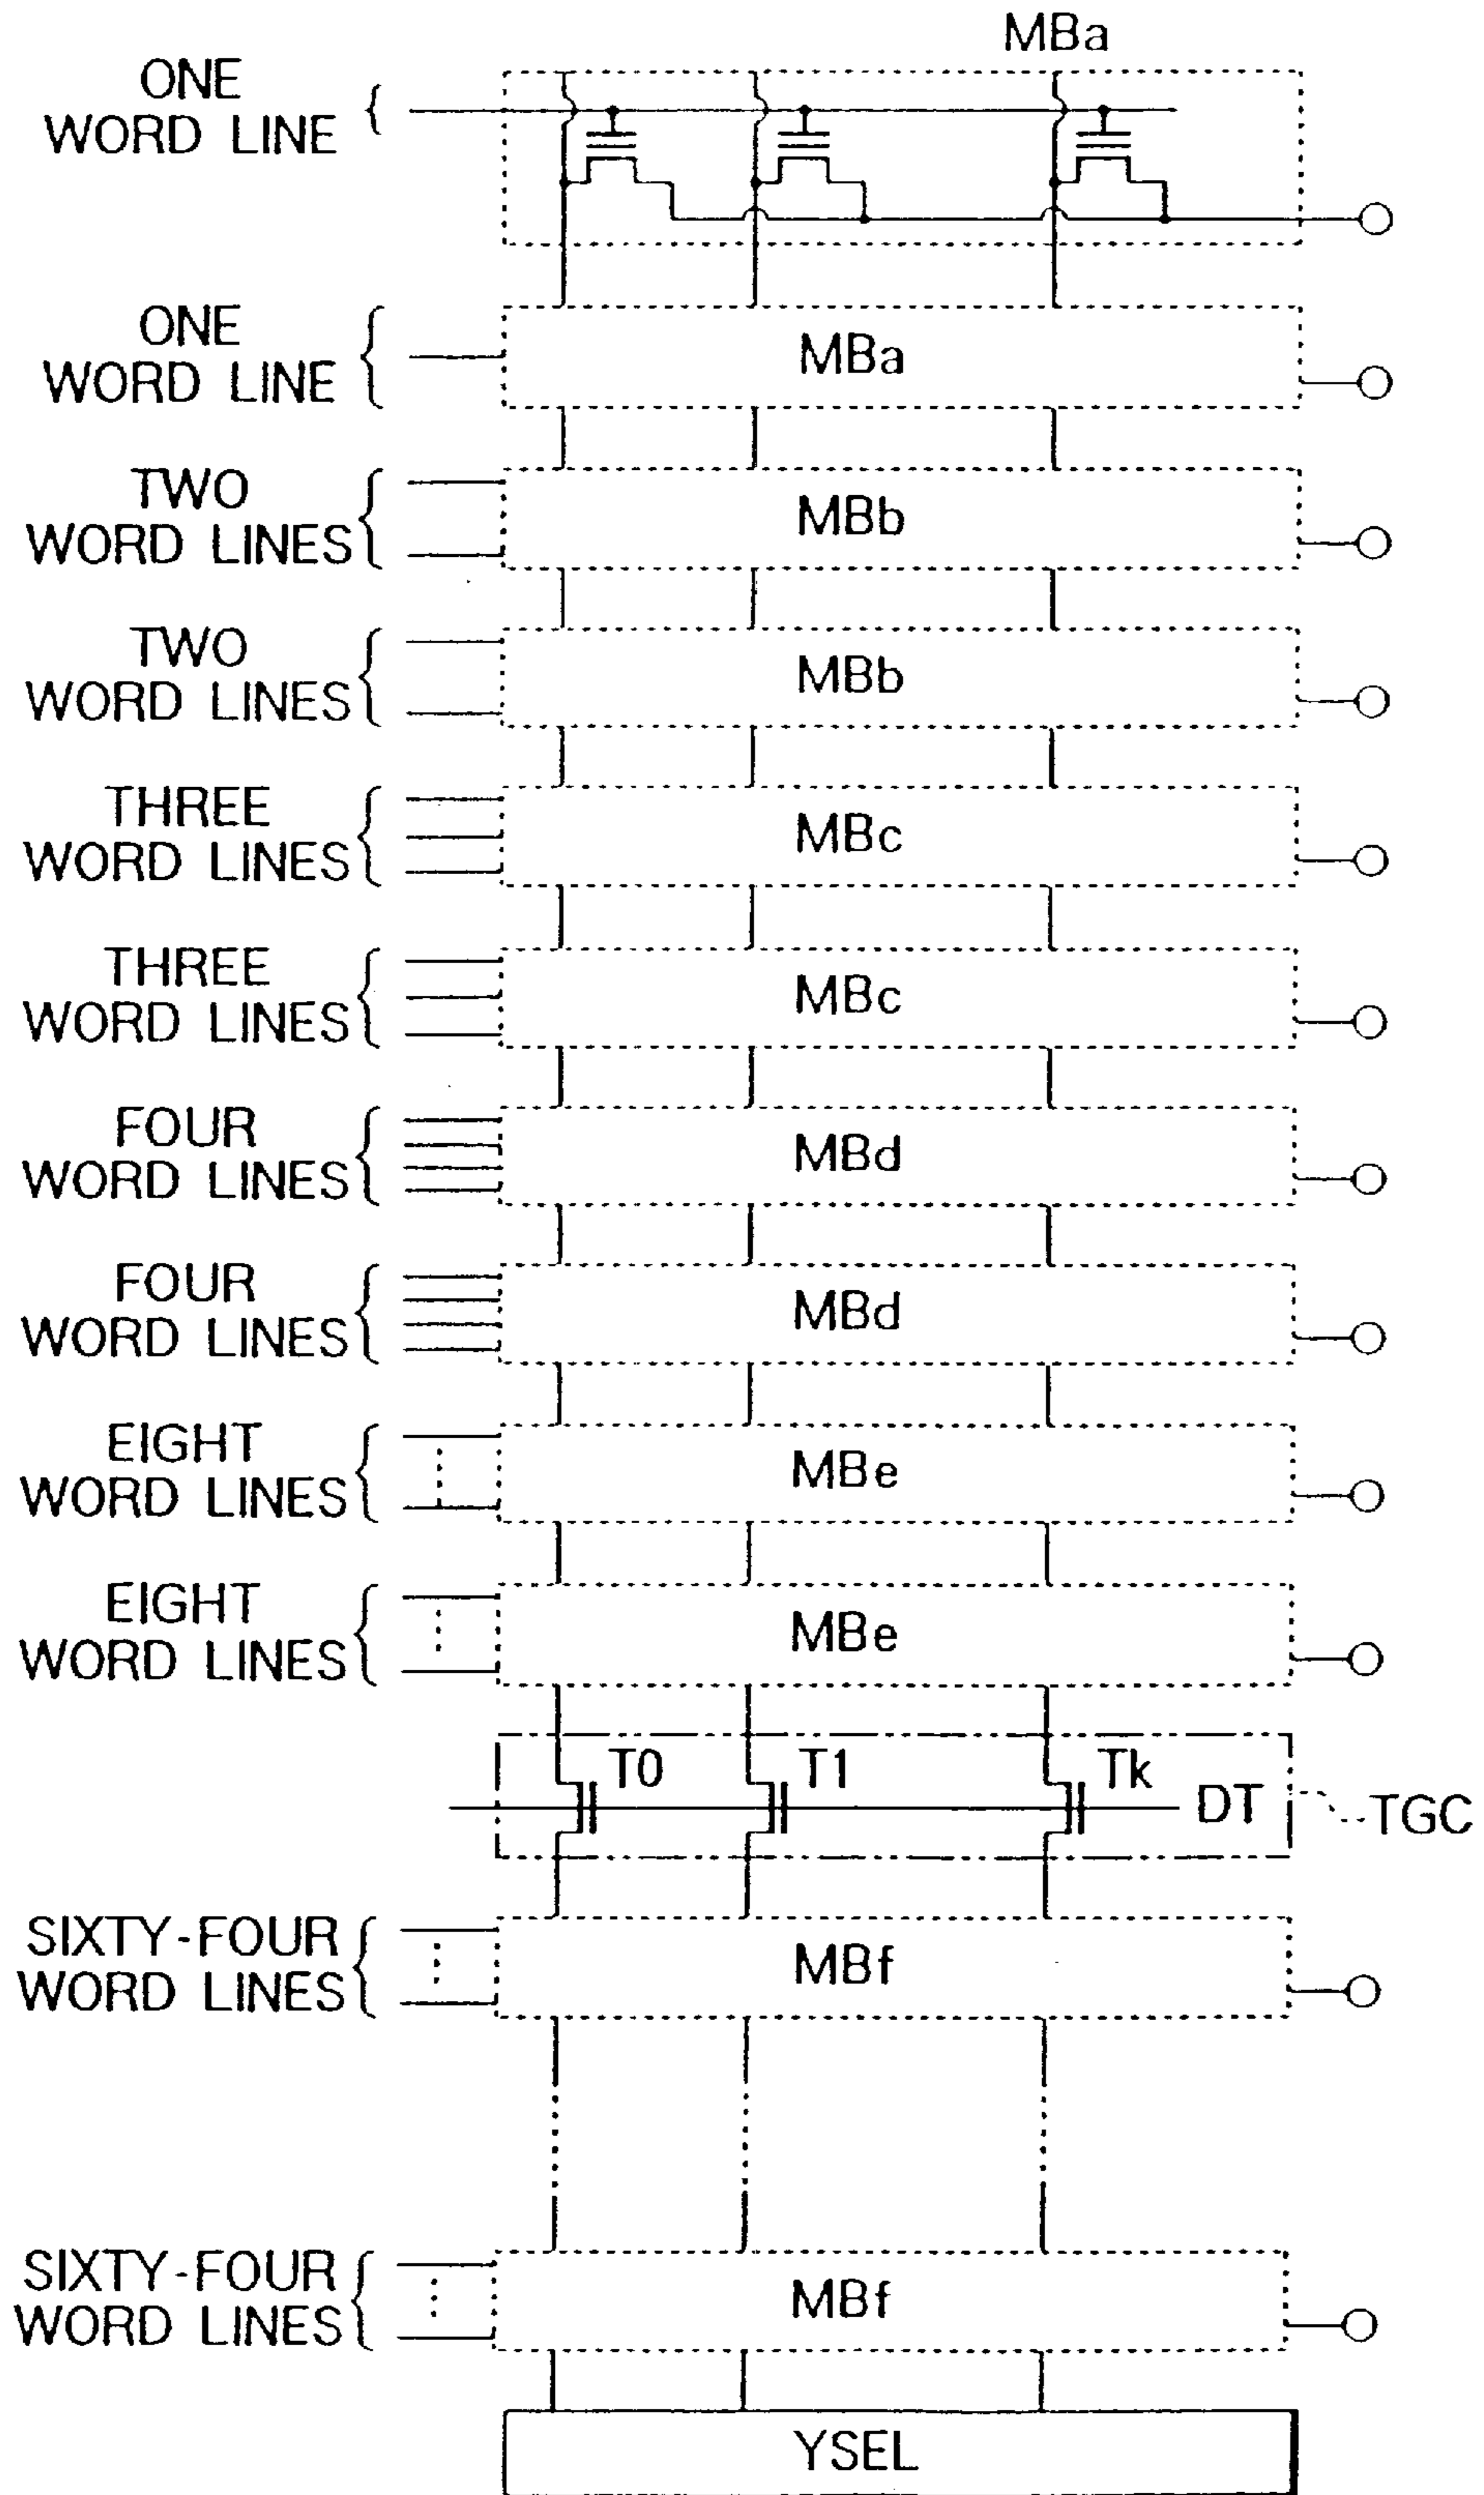 MBa
ONE
WORD LINE
ONE
WORD LINE
MBa
TWO
WORD LINES
MBb
TWO
WORD LINES
MBb
THREE
WORD LINES
MBc
THREE
WORD LINES
MBc
FOUR
WORD LINES
MBd
FOUR
WORD LINES
MBd
EIGHT
WORD LINES
MBe
EIGHT
WORD LINES
MBe
T0 T1 Tk
DT TGC
SIXTY-FOUR
WORD LINES
MBf
SIXTY-FOUR
WORD LINES
MBf
YSEL